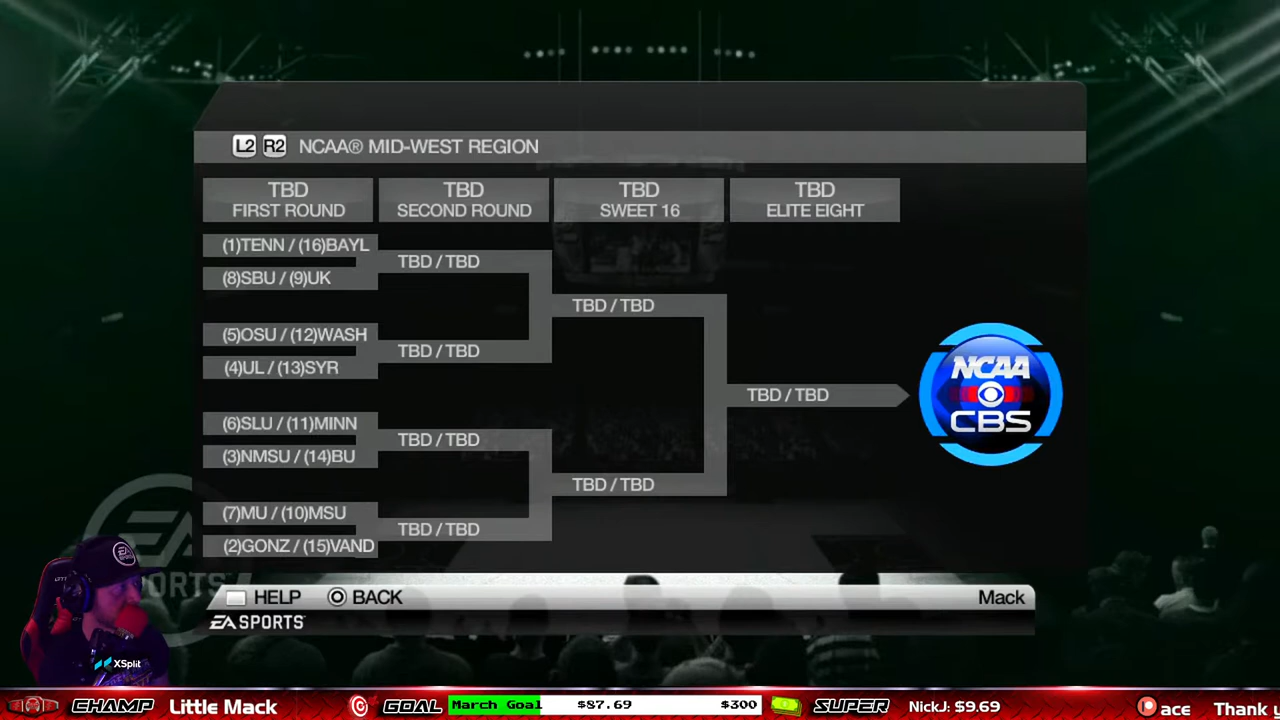 L2 R2 NCAA® MID-WEST REGION
TBD
FIRST ROUND
TBD
SECOND ROUND
TBD
SWEET 16
TBD
ELITE EIGHT
(1)TENN / (16)BAYL
(8)SBU / (9)UK
(5)OSU / (12)WASH
(4)UL / (13)SYR
(6)SLU / (11)MINN
(3)NMSU / (14)BU
(7)MU / (10)MSU
(2)GONZ / (15)VAND
TBD / TBD
TBD / TBD
TBD / TBD
TBD / TBD
TBD / TBD
TBD / TBD
TBD / TBD
NCAA
CBS
EA
SPORTS
HELP BACK Mack
EA SPORTS
XSplit
CHAMP Little Mack GOAL March Goal $87.69 $300 SUPER NickJ: $9.69 ace Thank